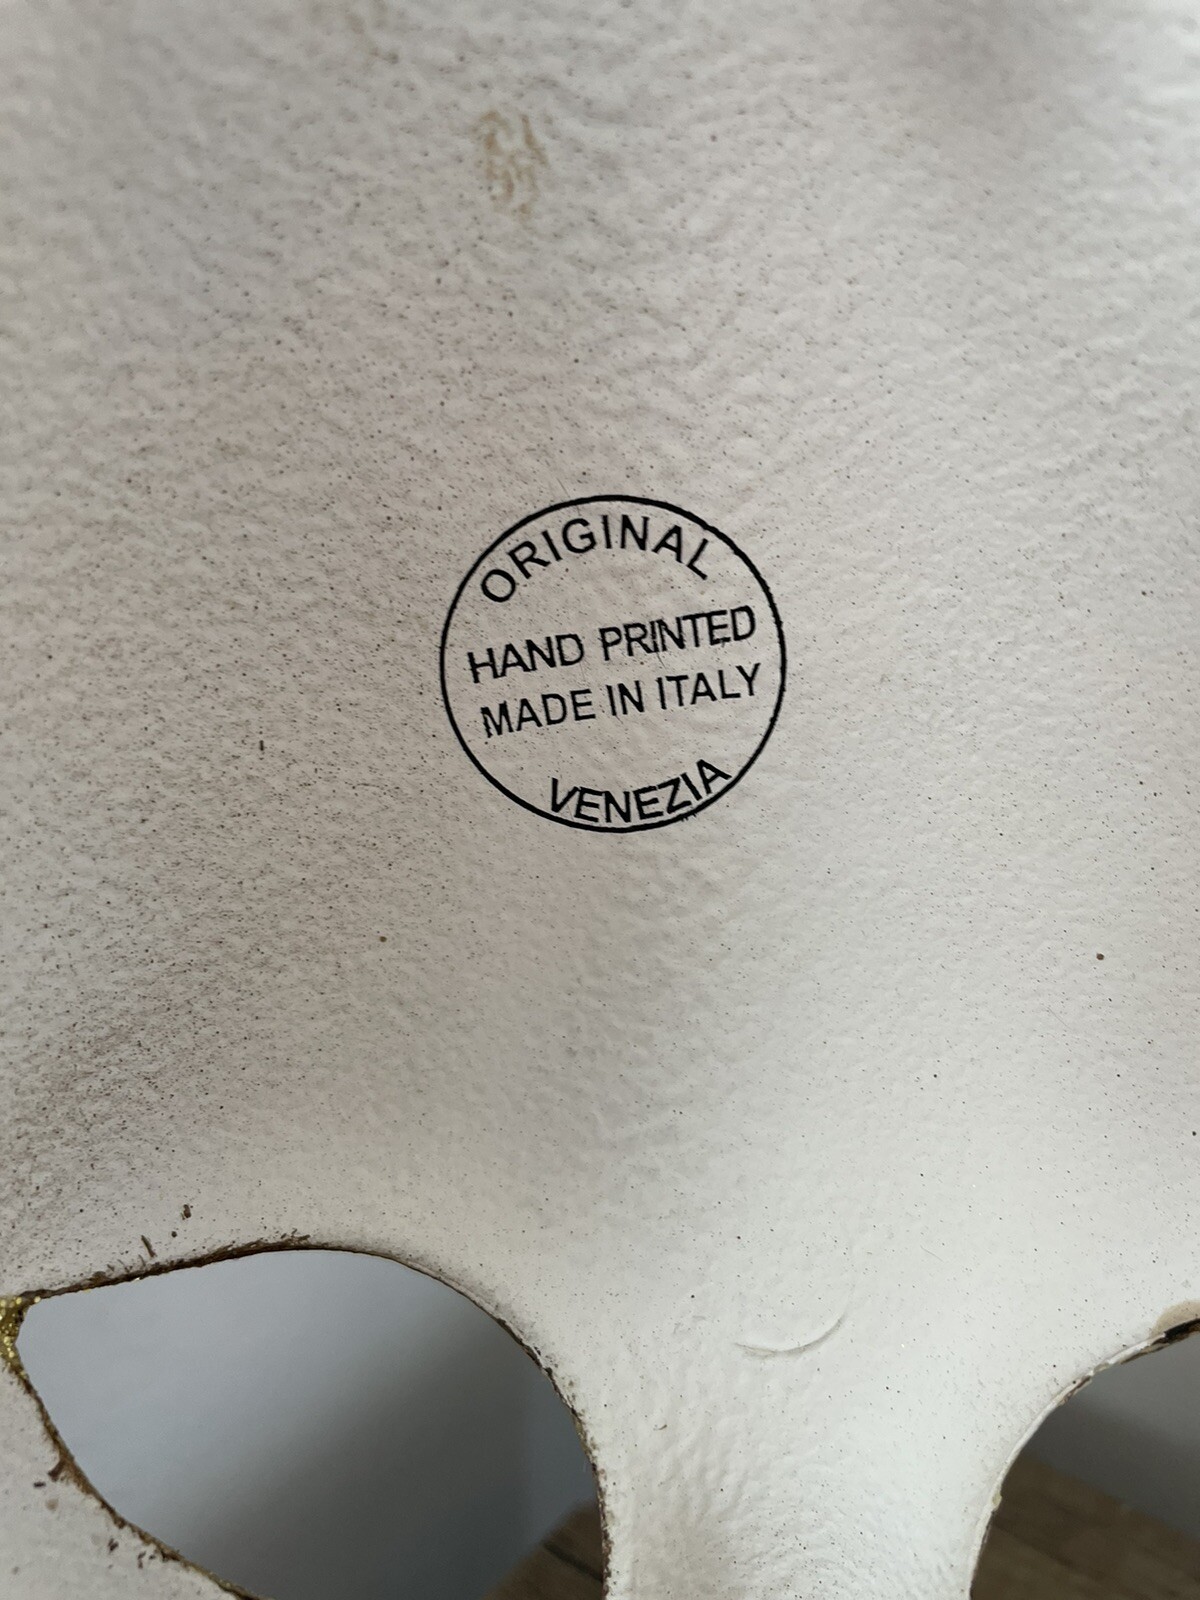 ORIGINAL
HAND PRINTED
MADE IN ITALY
VENEZIA